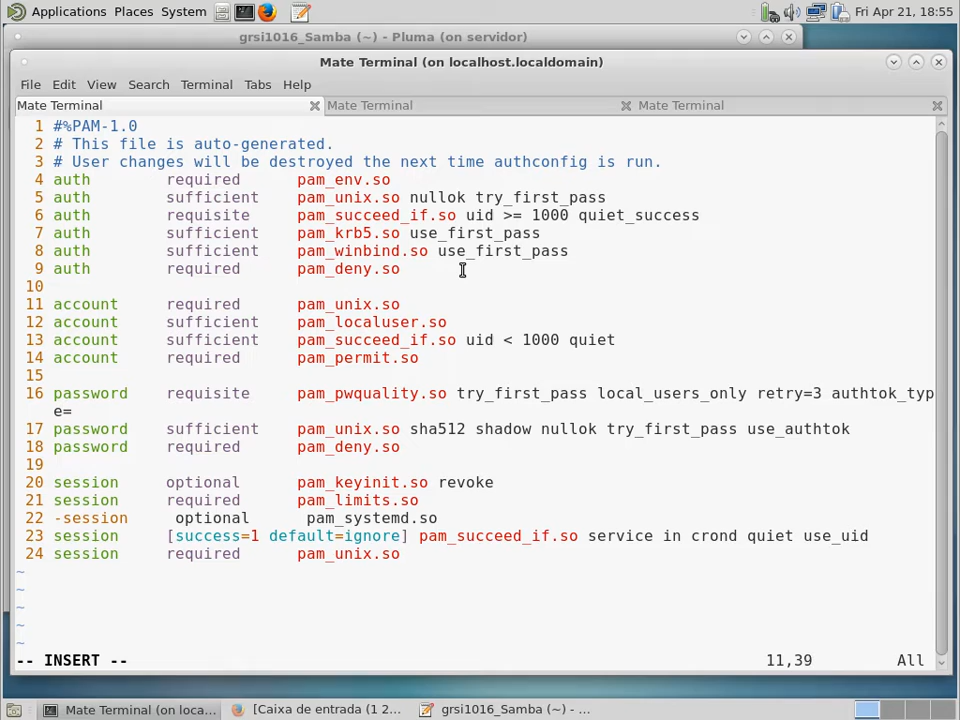 Applications Places System Fri Apr 21, 18:55
grsi1016_Samba (~) - Pluma (on servidor)
Mate Terminal (on localhost.localdomain)
File Edit View Search Terminal Tabs Help
Mate Terminal Mate Terminal Mate Terminal
1 #%PAM-1.0
2 # This file is auto-generated.
3 # User changes will be destroyed the next time authconfig is run.
4 auth required pam_env.so
5 auth sufficient pam_unix.so nullok try_first_pass
6 auth requisite pam_succeed_if.so uid >= 1000 quiet_success
7 auth sufficient pam_krb5.so use_first_pass
8 auth sufficient pam_winbind.so use_first_pass
9 auth required pam_deny.so
10
11 account required pam_unix.so
12 account sufficient pam_localuser.so
13 account sufficient pam_succeed_if.so uid < 1000 quiet
14 account required pam_permit.so
15
16 password requisite pam_pwquality.so try_first_pass local_users_only retry=3 authtok_typ
e=
17 password sufficient pam_unix.so sha512 shadow nullok try_first_pass use_authtok
18 password required pam_deny.so
19
20 session optional pam_keyinit.so revoke
21 session required pam_limits.so
22 -session optional pam_systemd.so
23 session [success=1 default=ignore] pam_succeed_if.so service in crond quiet use_uid
24 session required pam_unix.so
~
~
~
~
~
-- INSERT -- 11,39 All
Mate Terminal (on loca... [Caixa de entrada (1 2... grsi1016_Samba (~) - ...